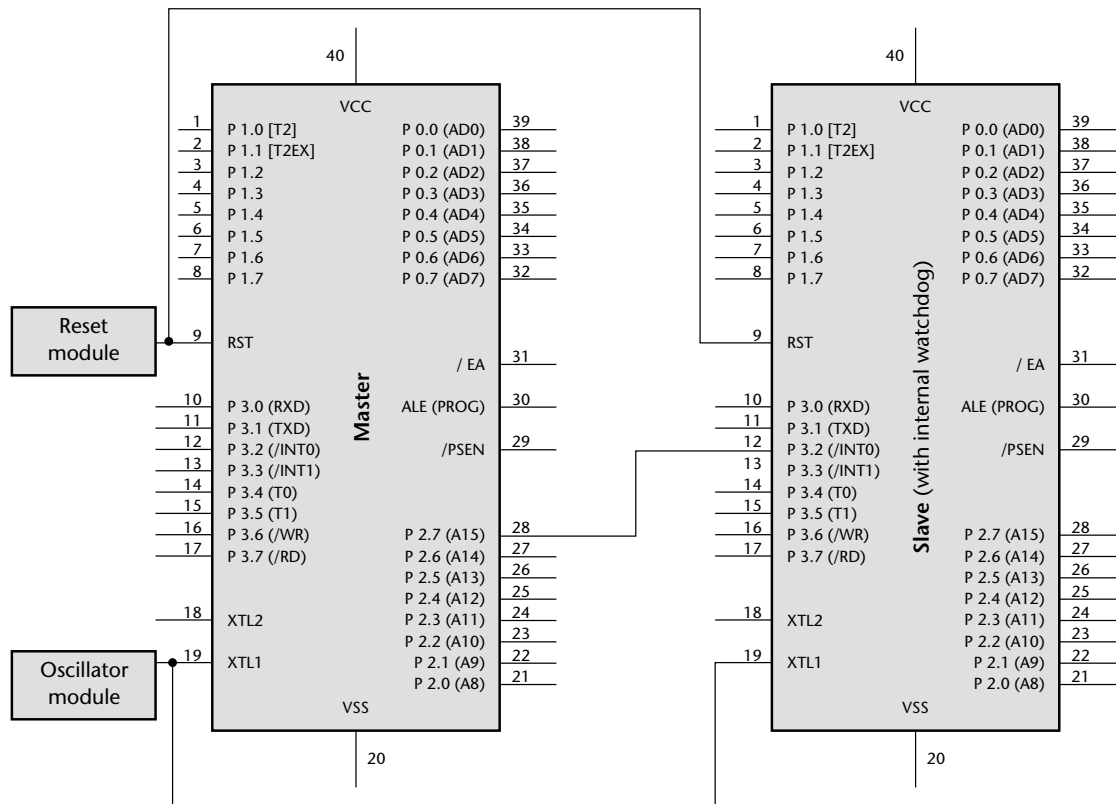 Reset
module
Oscillator
module
40
VCC
1 P 1.0 [T2] P 0.0 (AD0) 39
2 P 1.1 [T2EX] P 0.1 (AD1) 38
3 P 1.2 P 0.2 (AD2) 37
4 P 1.3 P 0.3 (AD3) 36
5 P 1.4 P 0.4 (AD4) 35
6 P 1.5 P 0.5 (AD5) 34
7 P 1.6 P 0.6 (AD6) 33
8 P 1.7 P 0.7 (AD7) 32
9 RST
/ EA 31
10 P 3.0 (RXD) ALE (PROG) 30
11 P 3.1 (TXD)
12 P 3.2 (/INT0) /PSEN 29
13 P 3.3 (/INT1)
14 P 3.4 (T0)
15 P 3.5 (T1)
16 P 3.6 (/WR) P 2.7 (A15) 28
17 P 3.7 (/RD) P 2.6 (A14) 27
P 2.5 (A13) 26
P 2.4 (A12) 25
18 XTL2 P 2.3 (A11) 24
P 2.2 (A10) 23
19 XTL1 P 2.1 (A9) 22
P 2.0 (A8) 21
VSS
20
Master
40
VCC
1 P 1.0 [T2] P 0.0 (AD0) 39
2 P 1.1 [T2EX] P 0.1 (AD1) 38
3 P 1.2 P 0.2 (AD2) 37
4 P 1.3 P 0.3 (AD3) 36
5 P 1.4 P 0.4 (AD4) 35
6 P 1.5 P 0.5 (AD5) 34
7 P 1.6 P 0.6 (AD6) 33
8 P 1.7 P 0.7 (AD7) 32
9 RST
/ EA 31
10 P 3.0 (RXD) ALE (PROG) 30
11 P 3.1 (TXD)
12 P 3.2 (/INT0) /PSEN 29
13 P 3.3 (/INT1)
14 P 3.4 (T0)
15 P 3.5 (T1)
16 P 3.6 (/WR) P 2.7 (A15) 28
17 P 3.7 (/RD) P 2.6 (A14) 27
P 2.5 (A13) 26
P 2.4 (A12) 25
18 XTL2 P 2.3 (A11) 24
P 2.2 (A10) 23
19 XTL1 P 2.1 (A9) 22
P 2.0 (A8) 21
VSS
20
Slave (with internal watchdog)